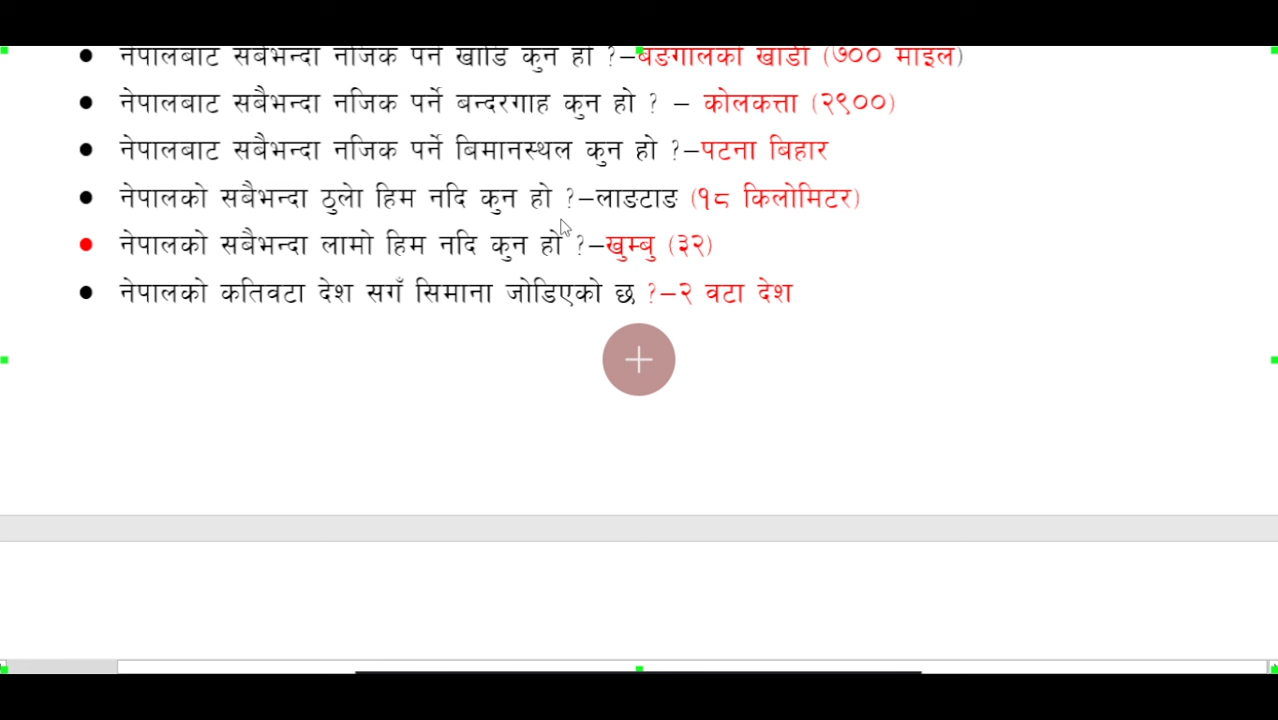 नेपालबाट सबैभन्दा नजिक पर्ने खाडि कुन हो ?–बङगालको खाडी (७०० माइल)
● नेपालबाट सबैभन्दा नजिक पर्ने बन्दरगाह कुन हो ? – कोलकत्ता (२९००)
● नेपालबाट सबैभन्दा नजिक पर्ने बिमानस्थल कुन हो ?–पटना बिहार
● नेपालको सबैभन्दा ठुलो हिम नदि कुन हो ?–लाङटाङ (१८ किलोमिटर)
● नेपालको सबैभन्दा लामो हिम नदि कुन हो ?–खुम्बु (३२)
● नेपालको कतिवटा देश सगँ सिमाना जोडिएको छ ?–२ वटा देश